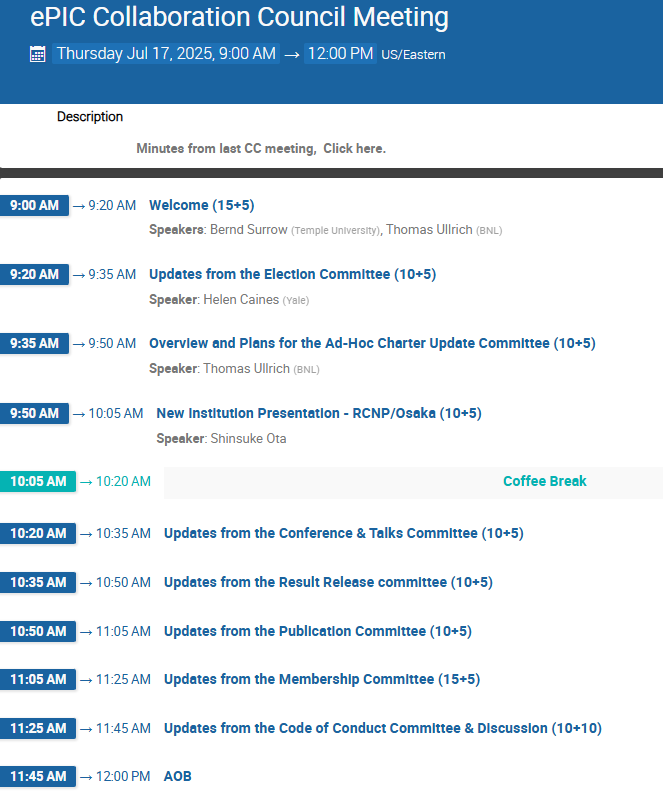 ePIC Collaboration Council Meeting
Thursday Jul 17, 2025, 9:00 AM → 12:00 PM US/Eastern
Description
Minutes from last CC meeting, Click here.
9:00 AM → 9:20 AM Welcome (15+5)
Speakers: Bernd Surrow (Temple University), Thomas Ullrich (BNL)
9:20 AM → 9:35 AM Updates from the Election Committee (10+5)
Speaker: Helen Caines (Yale)
9:35 AM → 9:50 AM Overview and Plans for the Ad-Hoc Charter Update Committee (10+5)
Speaker: Thomas Ullrich (BNL)
9:50 AM → 10:05 AM New Institution Presentation - RCNP/Osaka (10+5)
Speaker: Shinsuke Ota
10:05 AM → 10:20 AM Coffee Break
10:20 AM → 10:35 AM Updates from the Conference & Talks Committee (10+5)
10:35 AM → 10:50 AM Updates from the Result Release committee (10+5)
10:50 AM → 11:05 AM Updates from the Publication Committee (10+5)
11:05 AM → 11:25 AM Updates from the Membership Committee (15+5)
11:25 AM → 11:45 AM Updates from the Code of Conduct Committee & Discussion (10+10)
11:45 AM → 12:00 PM AOB